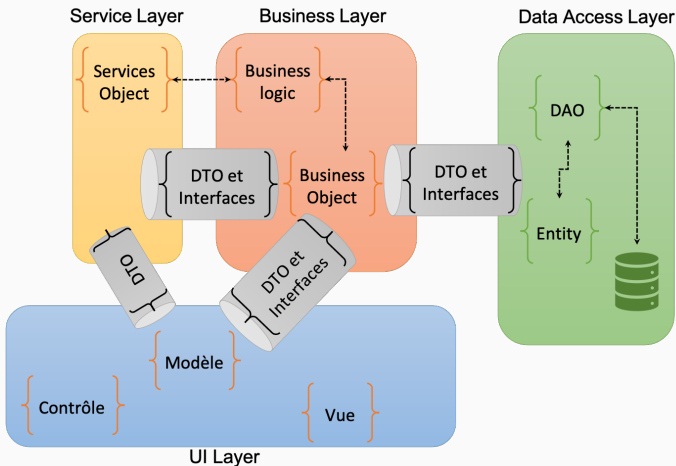 Service Layer
Business Layer
Data Access Layer
Services
Object
Business
logic
DAO
DTO et
Interfaces
Business
Object
DTO et
Interfaces
Entity
DTO
DTO et
Interfaces
Modèle
Contrôle
Vue
UI Layer